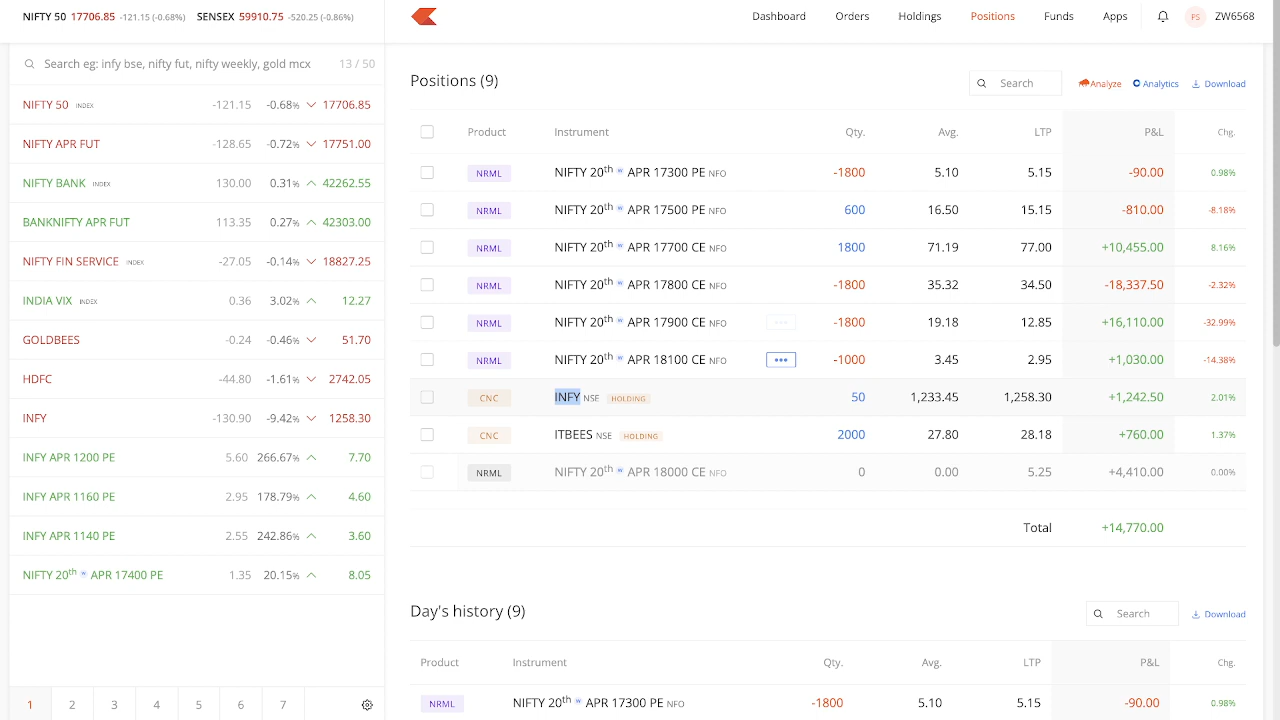 NIFTY 50 17706.85 -121.15 (-0.68%) SENSEX 59910.75 -520.25 (-0.86%)
Dashboard Orders Holdings Positions Funds Apps PS ZW6568
Search eg: infy bse, nifty fut, nifty weekly, gold mcx 13 / 50
NIFTY 50 INDEX -121.15 -0.68% 17706.85
NIFTY APR FUT -128.65 -0.72% 17751.00
NIFTY BANK INDEX 130.00 0.31% 42262.55
BANKNIFTY APR FUT 113.35 0.27% 42303.00
NIFTY FIN SERVICE INDEX -27.05 -0.14% 18827.25
INDIA VIX INDEX 0.36 3.02% 12.27
GOLDBEES -0.24 -0.46% 51.70
HDFC -44.80 -1.61% 2742.05
INFY -130.90 -9.42% 1258.30
INFY APR 1200 PE 5.60 266.67% 7.70
INFY APR 1160 PE 2.95 178.79% 4.60
INFY APR 1140 PE 2.55 242.86% 3.60
NIFTY 20th w APR 17400 PE 1.35 20.15% 8.05
1 2 3 4 5 6 7
Positions (9) Search Analyze Analytics Download
Product Instrument Qty. Avg. LTP P&L Chg.
NRML NIFTY 20th w APR 17300 PE NFO -1800 5.10 5.15 -90.00 0.98%
NRML NIFTY 20th w APR 17500 PE NFO 600 16.50 15.15 -810.00 -8.18%
NRML NIFTY 20th w APR 17700 CE NFO 1800 71.19 77.00 +10,455.00 8.16%
NRML NIFTY 20th w APR 17800 CE NFO -1800 35.32 34.50 -18,337.50 -2.32%
NRML NIFTY 20th w APR 17900 CE NFO -1800 19.18 12.85 +16,110.00 -32.99%
NRML NIFTY 20th w APR 18100 CE NFO -1000 3.45 2.95 +1,030.00 -14.38%
CNC INFY NSE HOLDING 50 1,233.45 1,258.30 +1,242.50 2.01%
CNC ITBEES NSE HOLDING 2000 27.80 28.18 +760.00 1.37%
NRML NIFTY 20th w APR 18000 CE NFO 0 0.00 5.25 +4,410.00 0.00%
Total +14,770.00
Day's history (9) Search Download
Product Instrument Qty. Avg. LTP P&L Chg.
NRML NIFTY 20th w APR 17300 PE NFO -1800 5.10 5.15 -90.00 0.98%